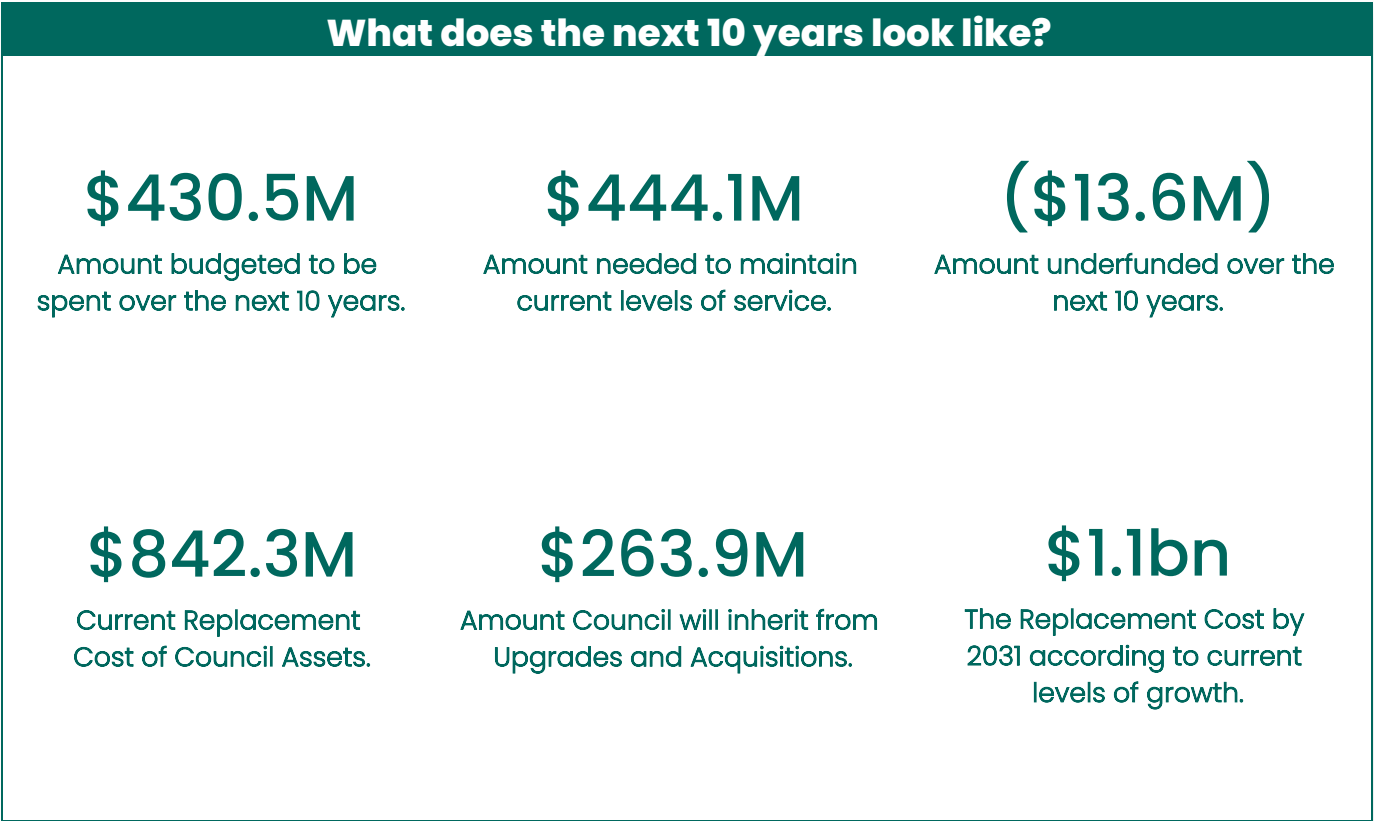 What does the next 10 years look like?
$430.5M
Amount budgeted to be
spent over the next 10 years.
$444.1M
Amount needed to maintain
current levels of service.
($13.6M)
Amount underfunded over the
next 10 years.
$842.3M
Current Replacement
Cost of Council Assets.
$263.9M
Amount Council will inherit from
Upgrades and Acquisitions.
$1.1bn
The Replacement Cost by
2031 according to current
levels of growth.